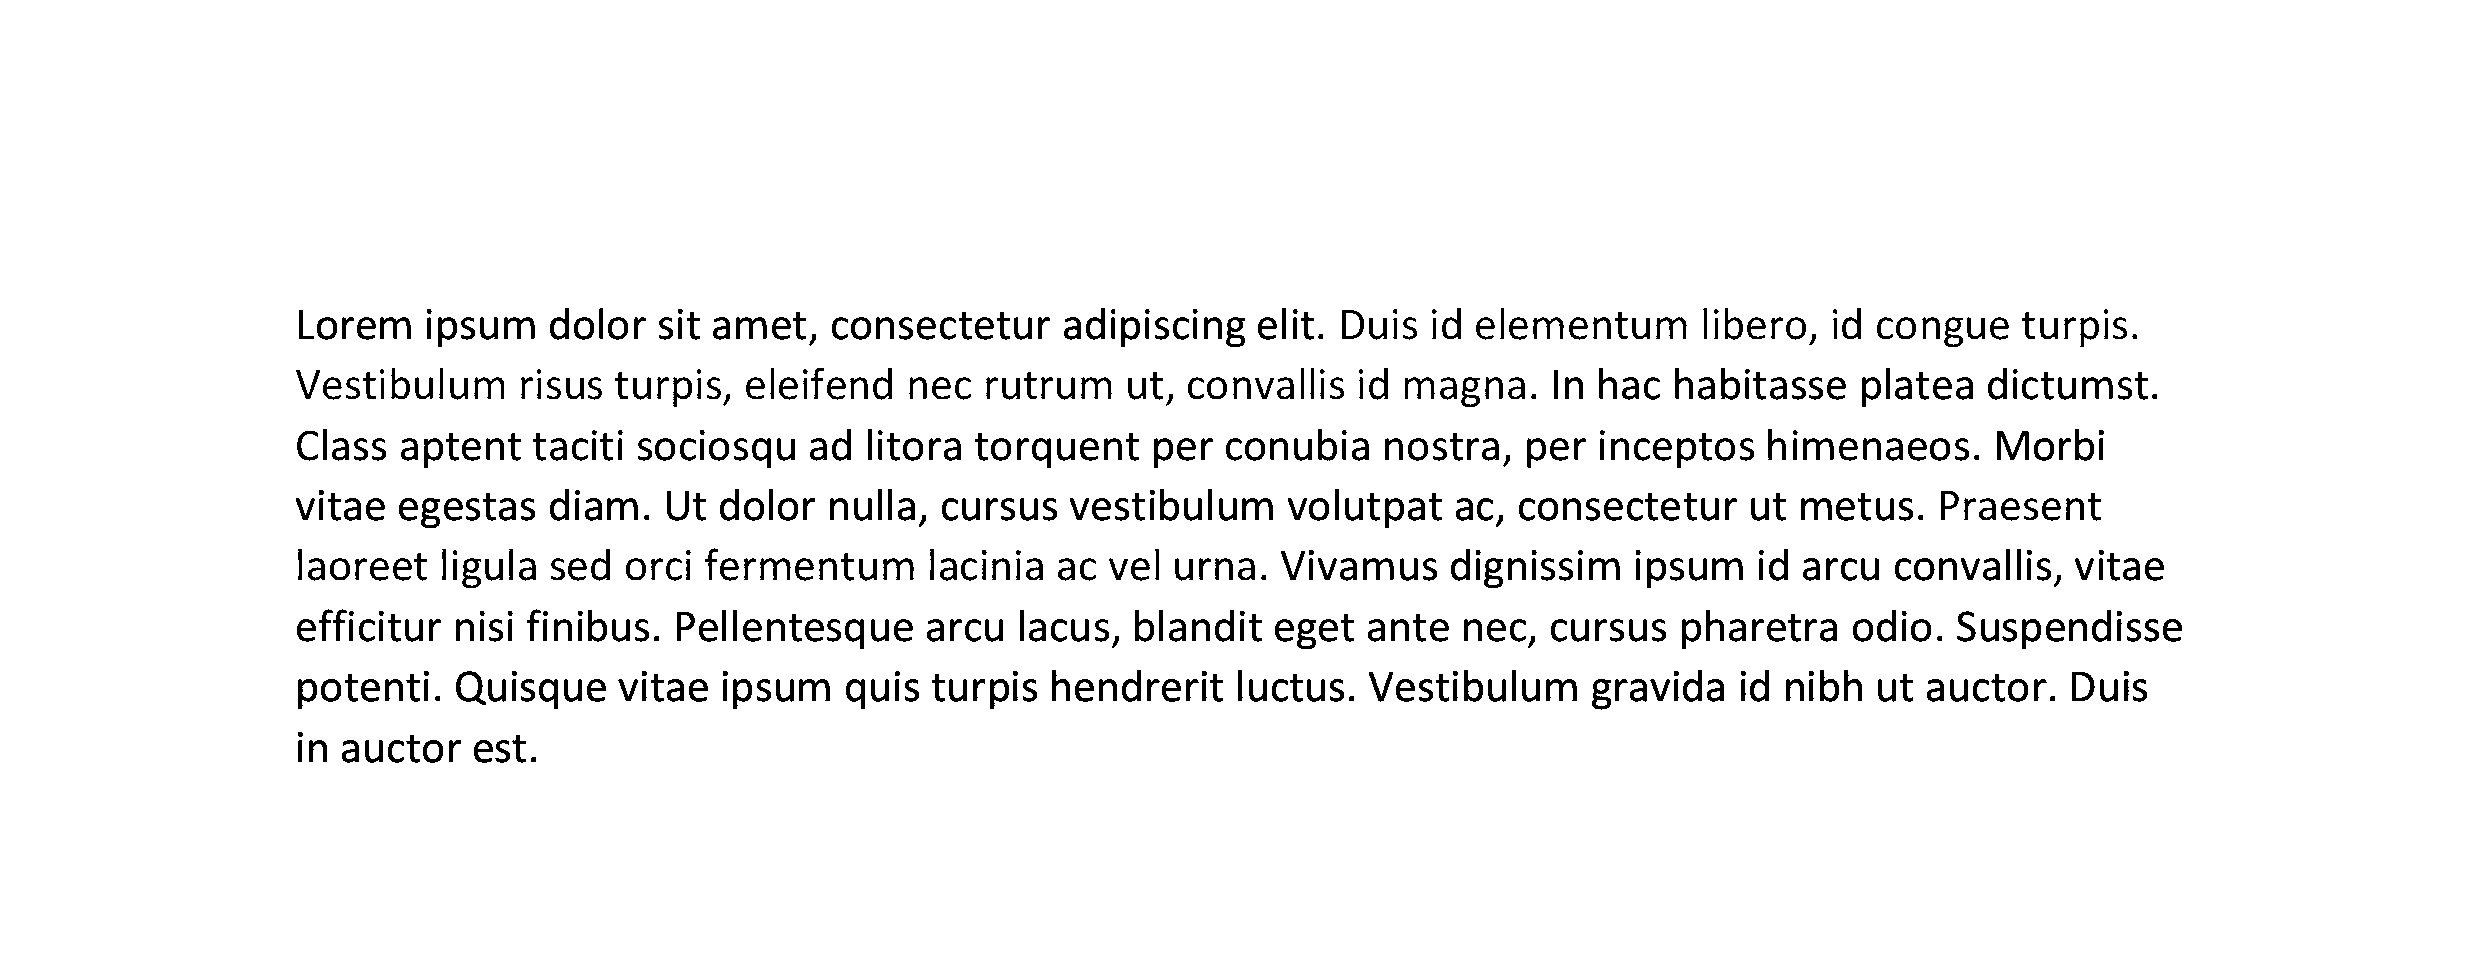 Lorem ipsum dolor sit amet, consectetur adipiscing elit. Duis id elementum libero, id congue turpis.
Vestibulum risus turpis, eleifend nec rutrum ut, convallis id magna. In hac habitasse platea dictumst.
Class aptent taciti sociosqu ad litora torquent per conubia nostra, per inceptos himenaeos. Morbi
vitae egestas diam. Ut dolor nulla, cursus vestibulum volutpat ac, consectetur ut metus. Praesent
laoreet ligula sed orci fermentum lacinia ac vel urna. Vivamus dignissim ipsum id arcu convallis, vitae
efficitur nisi finibus. Pellentesque arcu lacus, blandit eget ante nec, cursus pharetra odio. Suspendisse
potenti. Quisque vitae ipsum quis turpis hendrerit luctus. Vestibulum gravida id nibh ut auctor. Duis
in auctor est.